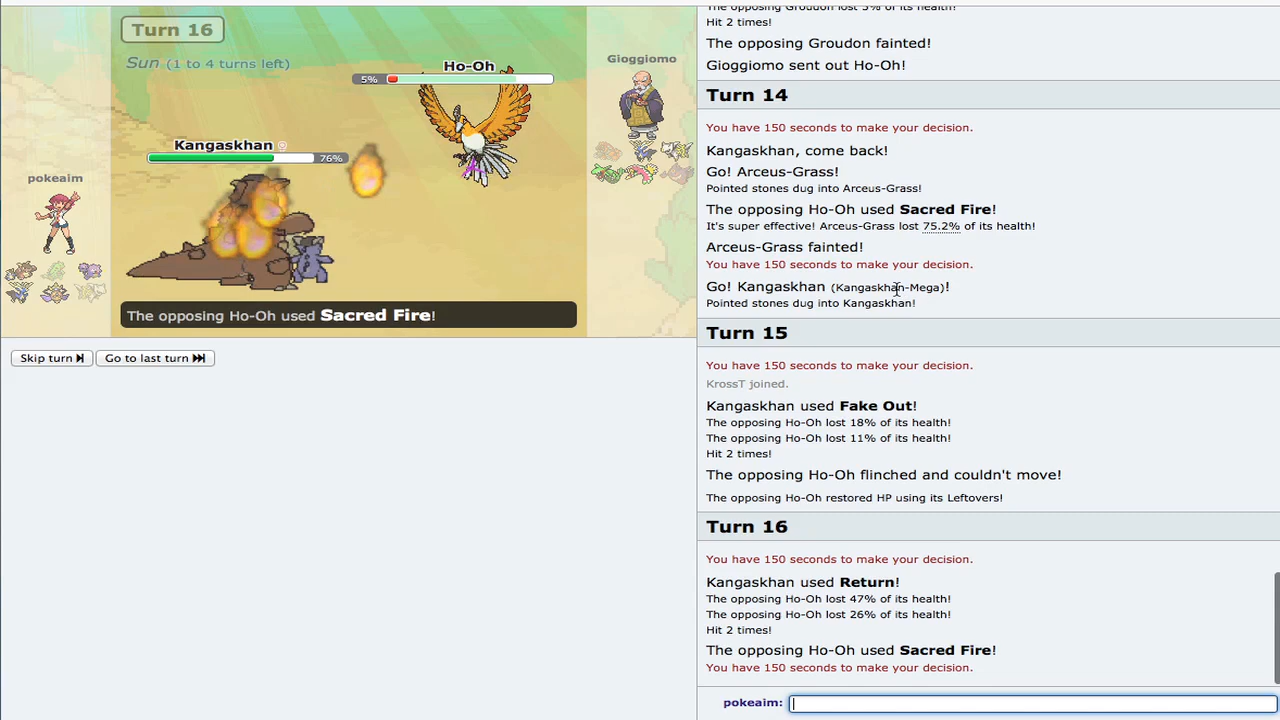 Turn 16
Sun (1 to 4 turns left)
Ho-Oh
5%
Gioggiomo
Kangaskhan
76%
pokeaim
The opposing Ho-Oh used Sacred Fire!
Skip turn
Go to last turn
The opposing Groudon lost 5% of its health!
Hit 2 times!
The opposing Groudon fainted!
Gioggiomo sent out Ho-Oh!
Turn 14
You have 150 seconds to make your decision.
Kangaskhan, come back!
Go! Arceus-Grass!
Pointed stones dug into Arceus-Grass!
The opposing Ho-Oh used Sacred Fire!
It's super effective! Arceus-Grass lost 75.2% of its health!
Arceus-Grass fainted!
You have 150 seconds to make your decision.
Go! Kangaskhan (Kangaskhan-Mega)!
Pointed stones dug into Kangaskhan!
Turn 15
You have 150 seconds to make your decision.
KrossT joined.
Kangaskhan used Fake Out!
The opposing Ho-Oh lost 18% of its health!
The opposing Ho-Oh lost 11% of its health!
Hit 2 times!
The opposing Ho-Oh flinched and couldn't move!
The opposing Ho-Oh restored HP using its Leftovers!
Turn 16
You have 150 seconds to make your decision.
Kangaskhan used Return!
The opposing Ho-Oh lost 47% of its health!
The opposing Ho-Oh lost 26% of its health!
Hit 2 times!
The opposing Ho-Oh used Sacred Fire!
You have 150 seconds to make your decision.
pokeaim: